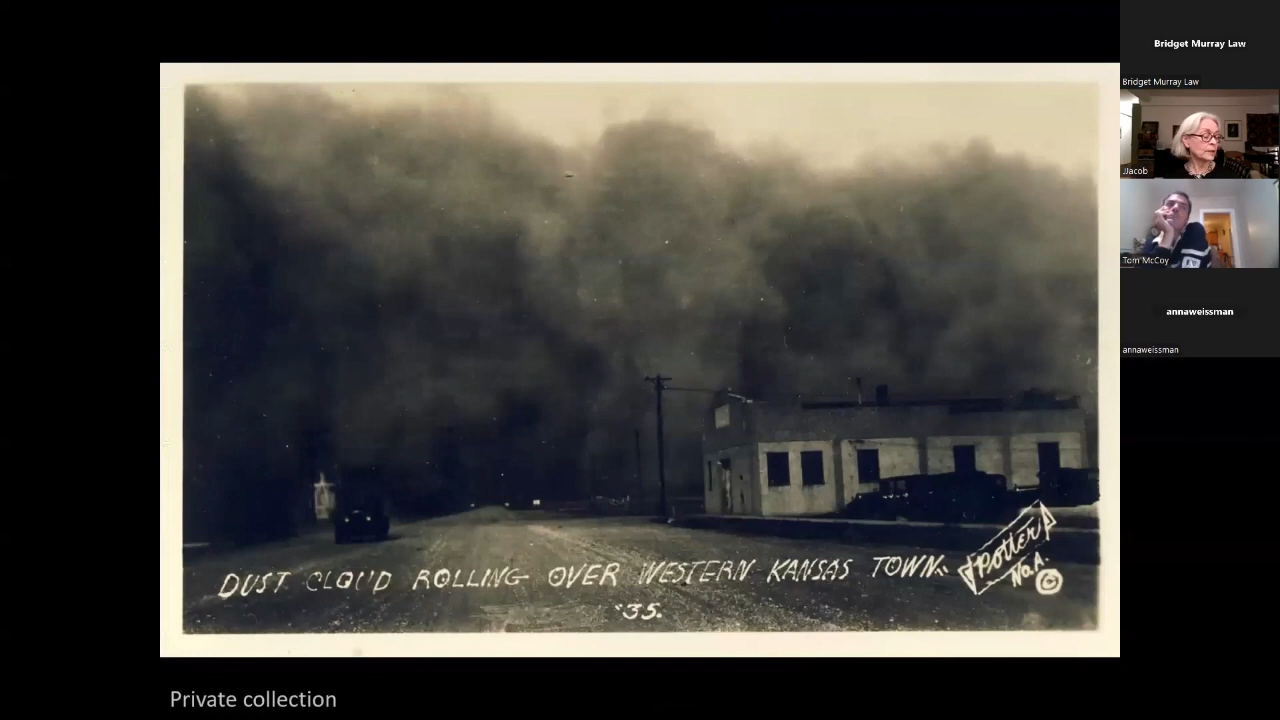 Bridget Murray Law
Bridget Murray Law
JJacob
Tom McCoy
annaweissman
annaweissman
DUST CLOUD ROLLING OVER WESTERN KANSAS TOWN.
"35.
Potter
No. A.
©
Private collection